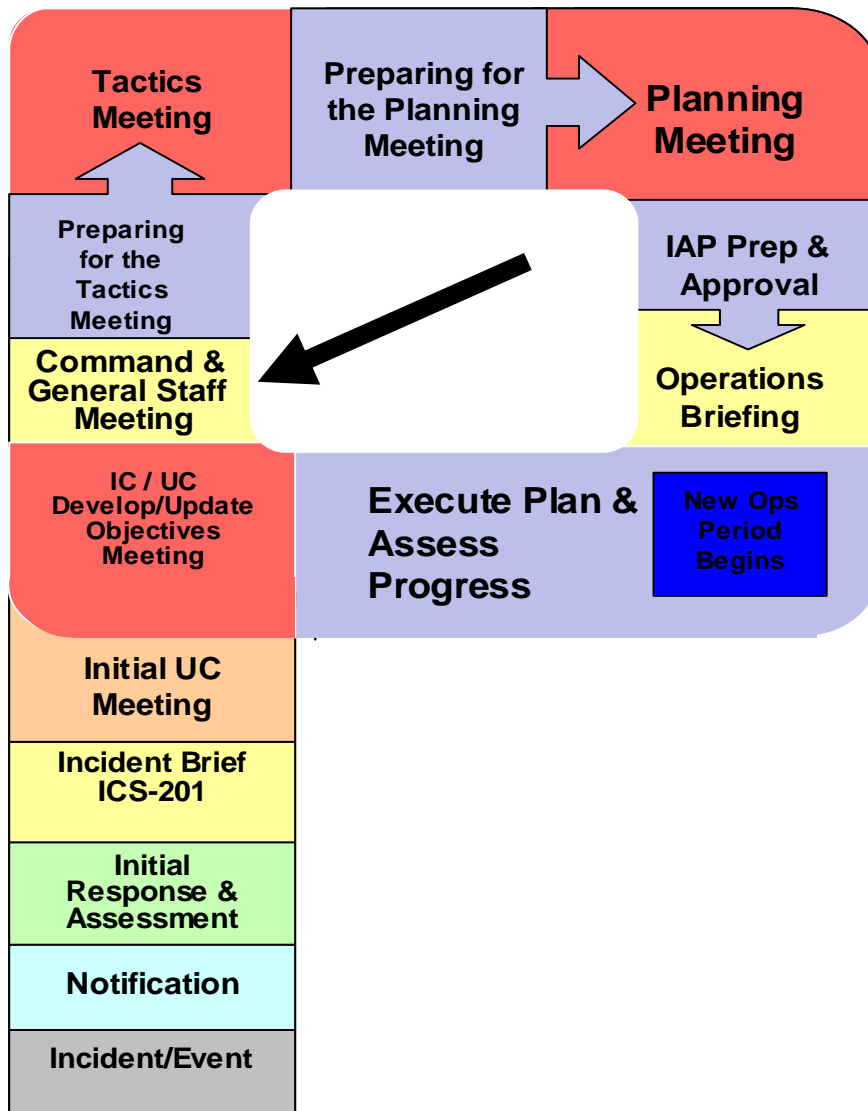 Tactics
Meeting
Preparing for
the Planning
Meeting
Planning
Meeting
Preparing
for the
Tactics
Meeting
IAP Prep &
Approval
Command &
General Staff
Meeting
Operations
Briefing
IC / UC
Develop/Update
Objectives
Meeting
Execute Plan &
Assess
Progress
New Ops
Period
Begins
Initial UC
Meeting
Incident Brief
ICS-201
Initial
Response &
Assessment
Notification
Incident/Event